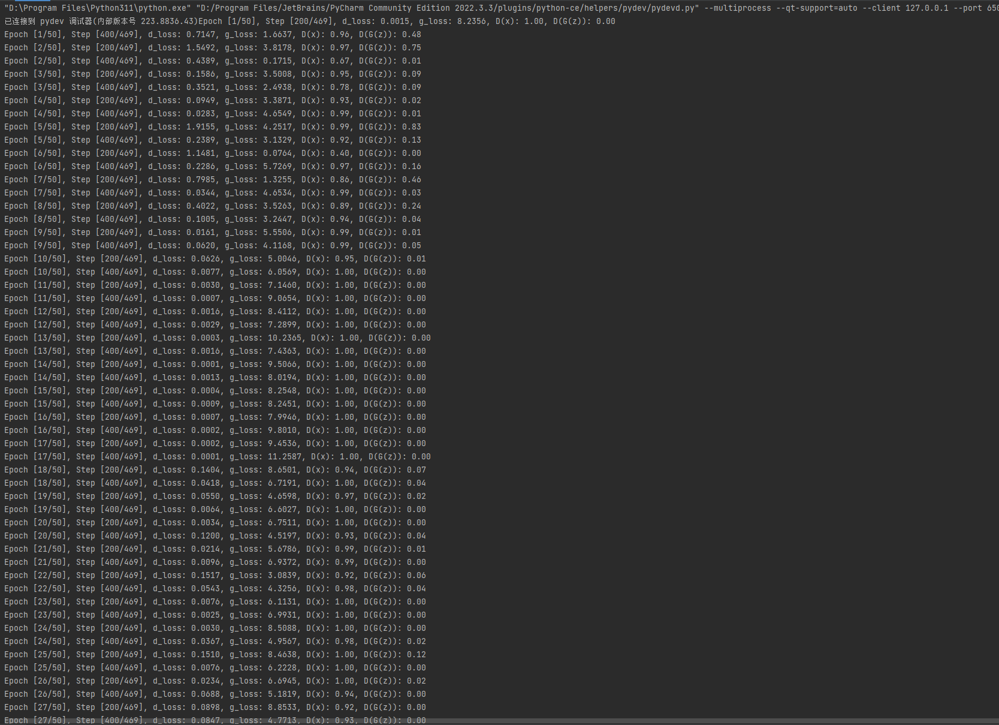 "D:\Program Files\Python311\python.exe" "D:/Program Files/JetBrains/PyCharm Community Edition 2022.3.3/plugins/python-ce/helpers/pydev/pydevd.py" --multiprocess --qt-support=auto --client 127.0.0.1 --port 650
已连接到 pydev 调试器(内部版本号 223.8836.43)Epoch [1/50], Step [200/469], d_loss: 0.0015, g_loss: 8.2356, D(x): 1.00, D(G(z)): 0.00
Epoch [1/50], Step [400/469], d_loss: 0.7147, g_loss: 1.6637, D(x): 0.96, D(G(z)): 0.48
Epoch [2/50], Step [200/469], d_loss: 1.5492, g_loss: 3.8178, D(x): 0.97, D(G(z)): 0.75
Epoch [2/50], Step [400/469], d_loss: 0.4389, g_loss: 0.1715, D(x): 0.67, D(G(z)): 0.01
Epoch [3/50], Step [200/469], d_loss: 0.1586, g_loss: 3.5008, D(x): 0.95, D(G(z)): 0.09
Epoch [3/50], Step [400/469], d_loss: 0.3521, g_loss: 2.4938, D(x): 0.78, D(G(z)): 0.09
Epoch [4/50], Step [200/469], d_loss: 0.0949, g_loss: 3.3871, D(x): 0.93, D(G(z)): 0.02
Epoch [4/50], Step [400/469], d_loss: 0.0283, g_loss: 4.6549, D(x): 0.99, D(G(z)): 0.01
Epoch [5/50], Step [200/469], d_loss: 1.9155, g_loss: 4.2517, D(x): 0.99, D(G(z)): 0.83
Epoch [5/50], Step [400/469], d_loss: 0.2389, g_loss: 3.1329, D(x): 0.92, D(G(z)): 0.13
Epoch [6/50], Step [200/469], d_loss: 1.1481, g_loss: 0.0764, D(x): 0.40, D(G(z)): 0.00
Epoch [6/50], Step [400/469], d_loss: 0.2286, g_loss: 5.7269, D(x): 0.97, D(G(z)): 0.16
Epoch [7/50], Step [200/469], d_loss: 0.7985, g_loss: 1.3255, D(x): 0.86, D(G(z)): 0.46
Epoch [7/50], Step [400/469], d_loss: 0.0344, g_loss: 4.6534, D(x): 0.99, D(G(z)): 0.03
Epoch [8/50], Step [200/469], d_loss: 0.4022, g_loss: 3.5263, D(x): 0.89, D(G(z)): 0.24
Epoch [8/50], Step [400/469], d_loss: 0.1005, g_loss: 3.2447, D(x): 0.94, D(G(z)): 0.04
Epoch [9/50], Step [200/469], d_loss: 0.0161, g_loss: 5.5506, D(x): 0.99, D(G(z)): 0.01
Epoch [9/50], Step [400/469], d_loss: 0.0620, g_loss: 4.1168, D(x): 0.99, D(G(z)): 0.05
Epoch [10/50], Step [200/469], d_loss: 0.0626, g_loss: 5.0046, D(x): 0.95, D(G(z)): 0.01
Epoch [10/50], Step [400/469], d_loss: 0.0077, g_loss: 6.0569, D(x): 1.00, D(G(z)): 0.00
Epoch [11/50], Step [200/469], d_loss: 0.0030, g_loss: 7.1460, D(x): 1.00, D(G(z)): 0.00
Epoch [11/50], Step [400/469], d_loss: 0.0007, g_loss: 9.0654, D(x): 1.00, D(G(z)): 0.00
Epoch [12/50], Step [200/469], d_loss: 0.0016, g_loss: 8.4112, D(x): 1.00, D(G(z)): 0.00
Epoch [12/50], Step [400/469], d_loss: 0.0029, g_loss: 7.2899, D(x): 1.00, D(G(z)): 0.00
Epoch [13/50], Step [200/469], d_loss: 0.0003, g_loss: 10.2365, D(x): 1.00, D(G(z)): 0.00
Epoch [13/50], Step [400/469], d_loss: 0.0016, g_loss: 7.4363, D(x): 1.00, D(G(z)): 0.00
Epoch [14/50], Step [200/469], d_loss: 0.0001, g_loss: 9.5066, D(x): 1.00, D(G(z)): 0.00
Epoch [14/50], Step [400/469], d_loss: 0.0013, g_loss: 8.0194, D(x): 1.00, D(G(z)): 0.00
Epoch [15/50], Step [200/469], d_loss: 0.0004, g_loss: 8.2548, D(x): 1.00, D(G(z)): 0.00
Epoch [15/50], Step [400/469], d_loss: 0.0009, g_loss: 8.2451, D(x): 1.00, D(G(z)): 0.00
Epoch [16/50], Step [200/469], d_loss: 0.0007, g_loss: 7.9946, D(x): 1.00, D(G(z)): 0.00
Epoch [16/50], Step [400/469], d_loss: 0.0002, g_loss: 9.8010, D(x): 1.00, D(G(z)): 0.00
Epoch [17/50], Step [200/469], d_loss: 0.0002, g_loss: 9.4536, D(x): 1.00, D(G(z)): 0.00
Epoch [17/50], Step [400/469], d_loss: 0.0001, g_loss: 11.2587, D(x): 1.00, D(G(z)): 0.00
Epoch [18/50], Step [200/469], d_loss: 0.1404, g_loss: 8.6501, D(x): 0.94, D(G(z)): 0.07
Epoch [18/50], Step [400/469], d_loss: 0.0418, g_loss: 6.7191, D(x): 1.00, D(G(z)): 0.04
Epoch [19/50], Step [200/469], d_loss: 0.0550, g_loss: 4.6598, D(x): 0.97, D(G(z)): 0.02
Epoch [19/50], Step [400/469], d_loss: 0.0064, g_loss: 6.6027, D(x): 1.00, D(G(z)): 0.00
Epoch [20/50], Step [200/469], d_loss: 0.0034, g_loss: 6.7511, D(x): 1.00, D(G(z)): 0.00
Epoch [20/50], Step [400/469], d_loss: 0.1200, g_loss: 4.5197, D(x): 0.93, D(G(z)): 0.04
Epoch [21/50], Step [200/469], d_loss: 0.0214, g_loss: 5.6786, D(x): 0.99, D(G(z)): 0.01
Epoch [21/50], Step [400/469], d_loss: 0.0096, g_loss: 6.9372, D(x): 0.99, D(G(z)): 0.00
Epoch [22/50], Step [200/469], d_loss: 0.1517, g_loss: 3.0839, D(x): 0.92, D(G(z)): 0.06
Epoch [22/50], Step [400/469], d_loss: 0.0543, g_loss: 4.3256, D(x): 0.98, D(G(z)): 0.04
Epoch [23/50], Step [200/469], d_loss: 0.0076, g_loss: 6.1131, D(x): 1.00, D(G(z)): 0.00
Epoch [23/50], Step [400/469], d_loss: 0.0025, g_loss: 6.9931, D(x): 1.00, D(G(z)): 0.00
Epoch [24/50], Step [200/469], d_loss: 0.0030, g_loss: 8.5088, D(x): 1.00, D(G(z)): 0.00
Epoch [24/50], Step [400/469], d_loss: 0.0367, g_loss: 4.9567, D(x): 0.98, D(G(z)): 0.02
Epoch [25/50], Step [200/469], d_loss: 0.1510, g_loss: 8.4638, D(x): 1.00, D(G(z)): 0.12
Epoch [25/50], Step [400/469], d_loss: 0.0076, g_loss: 6.2228, D(x): 1.00, D(G(z)): 0.00
Epoch [26/50], Step [200/469], d_loss: 0.0234, g_loss: 6.6945, D(x): 1.00, D(G(z)): 0.02
Epoch [26/50], Step [400/469], d_loss: 0.0688, g_loss: 5.1819, D(x): 0.94, D(G(z)): 0.00
Epoch [27/50], Step [200/469], d_loss: 0.0898, g_loss: 8.8533, D(x): 0.92, D(G(z)): 0.00
Epoch [27/50], Step [400/469], d_loss: 0.0847, g_loss: 4.7713, D(x): 0.93, D(G(z)): 0.00